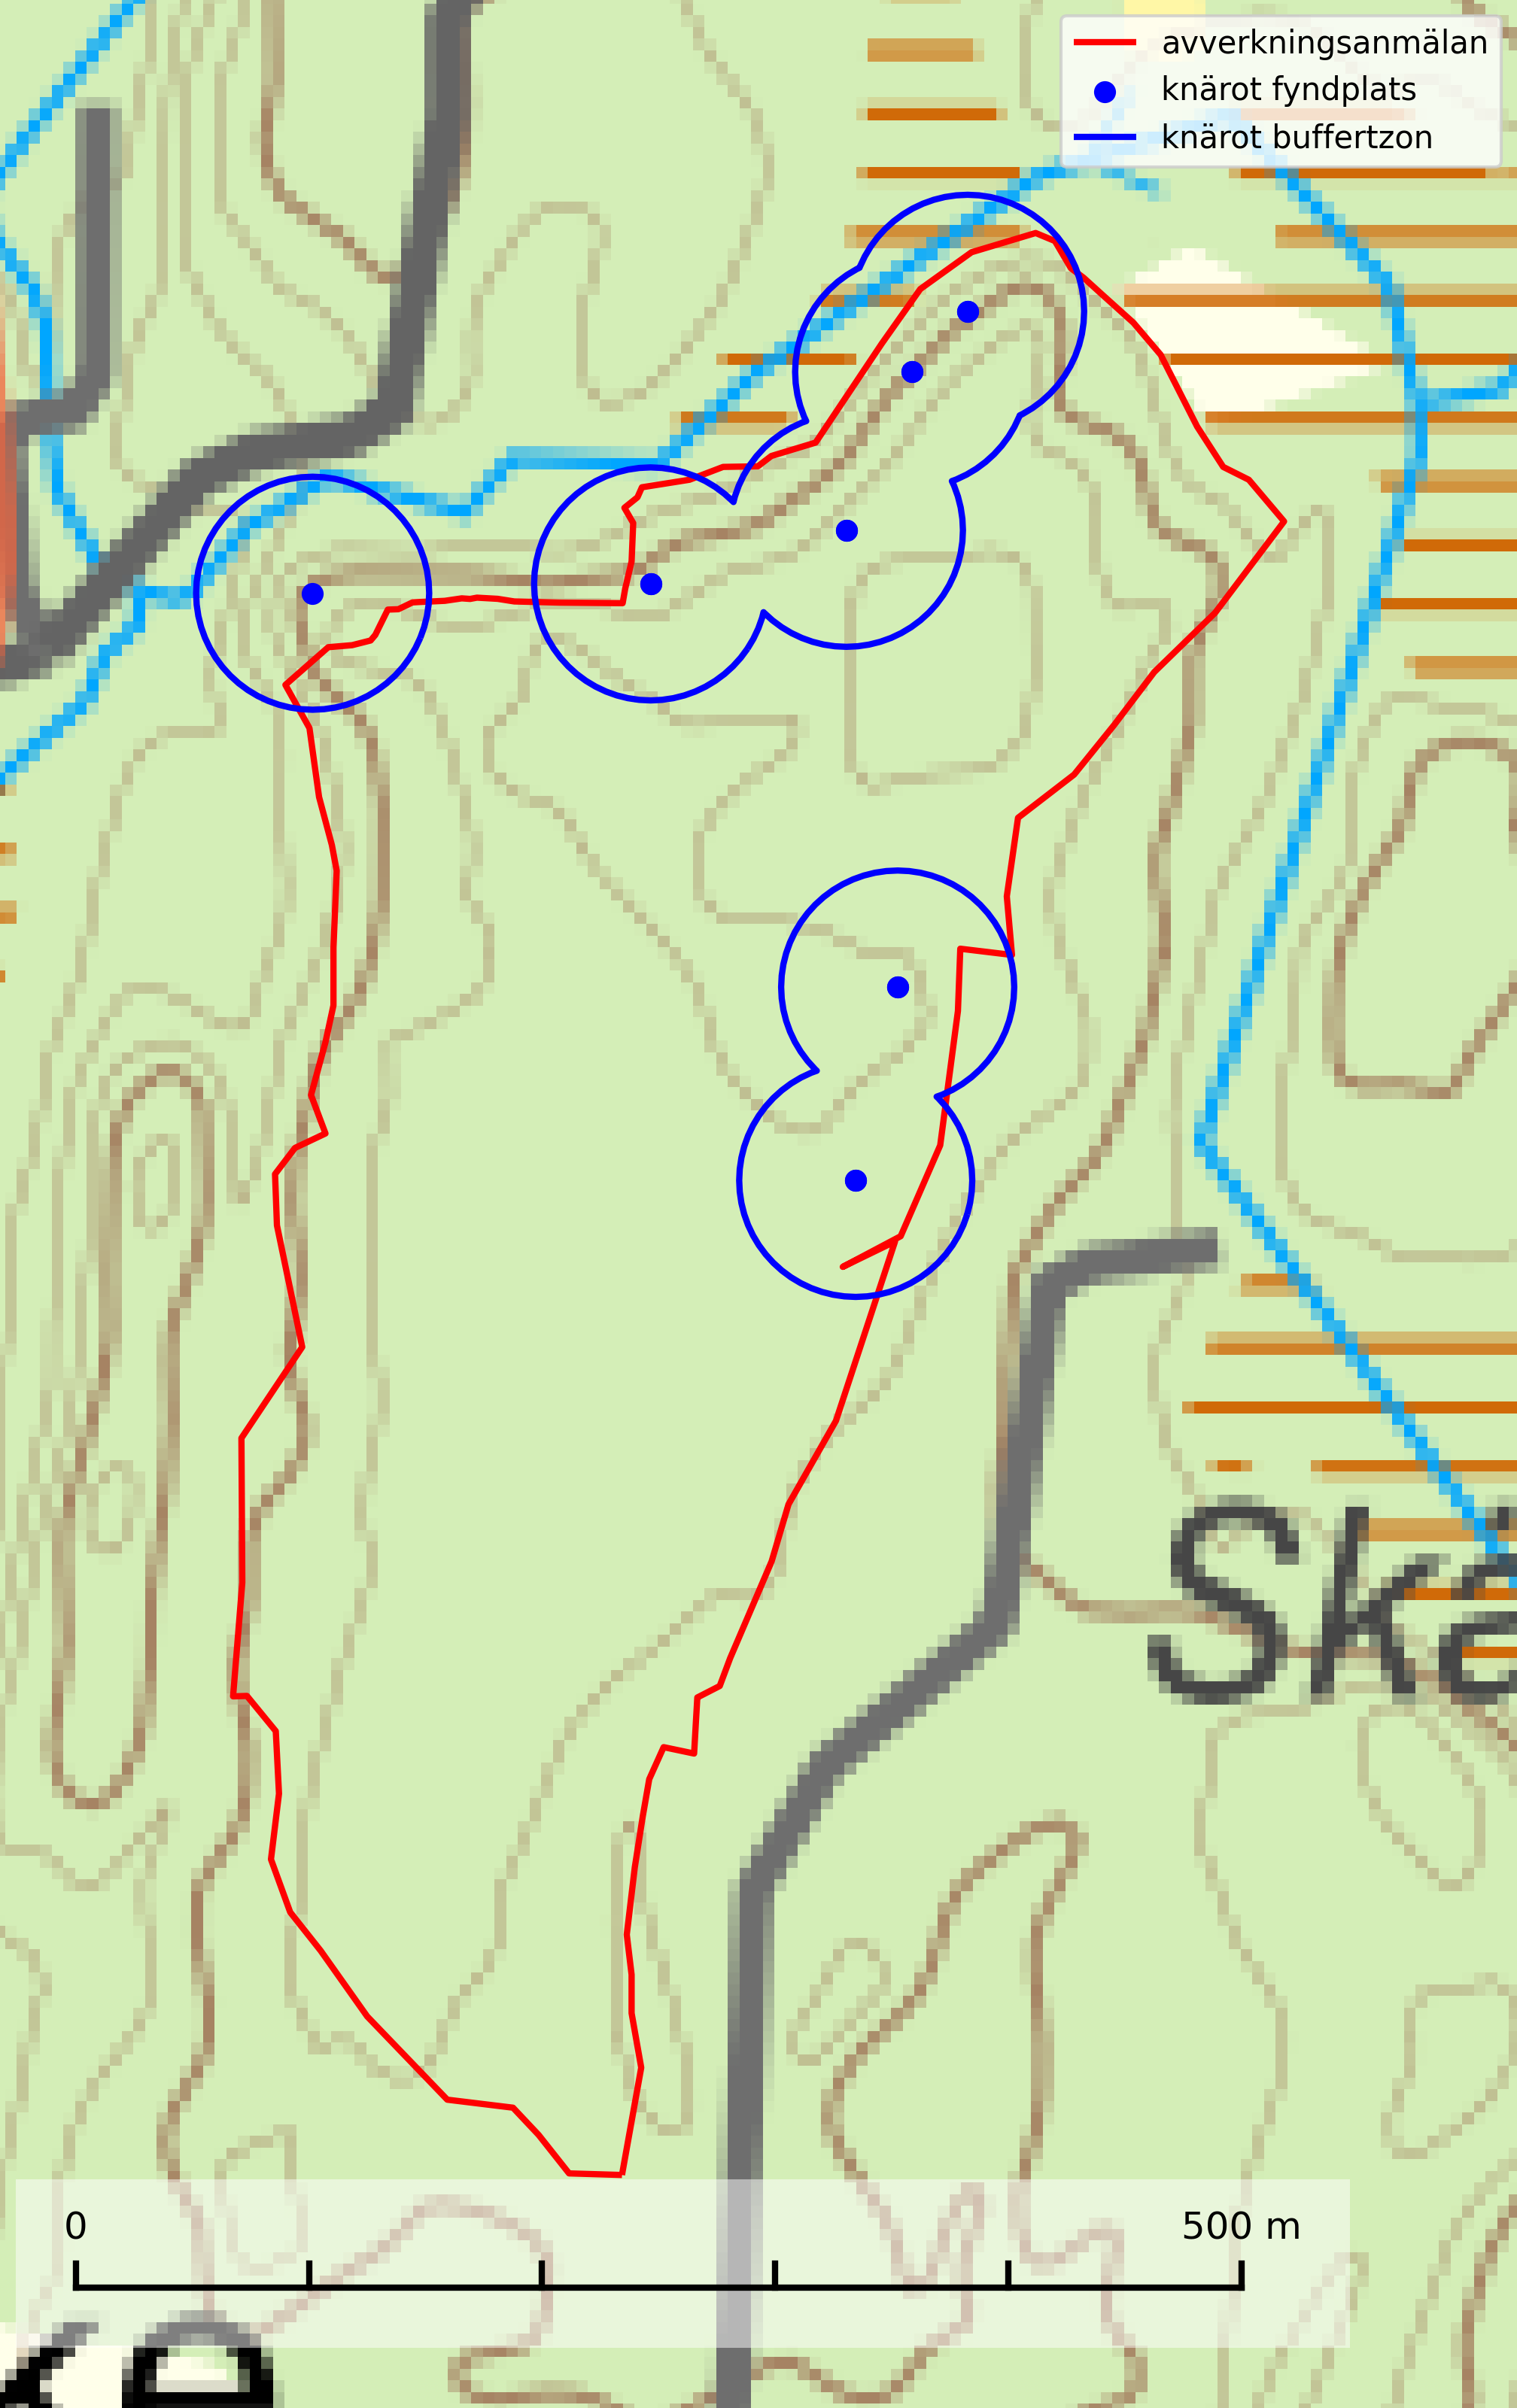 avverkningsanmälan
knärot fyndplats
knärot buffertzon
0
500 m